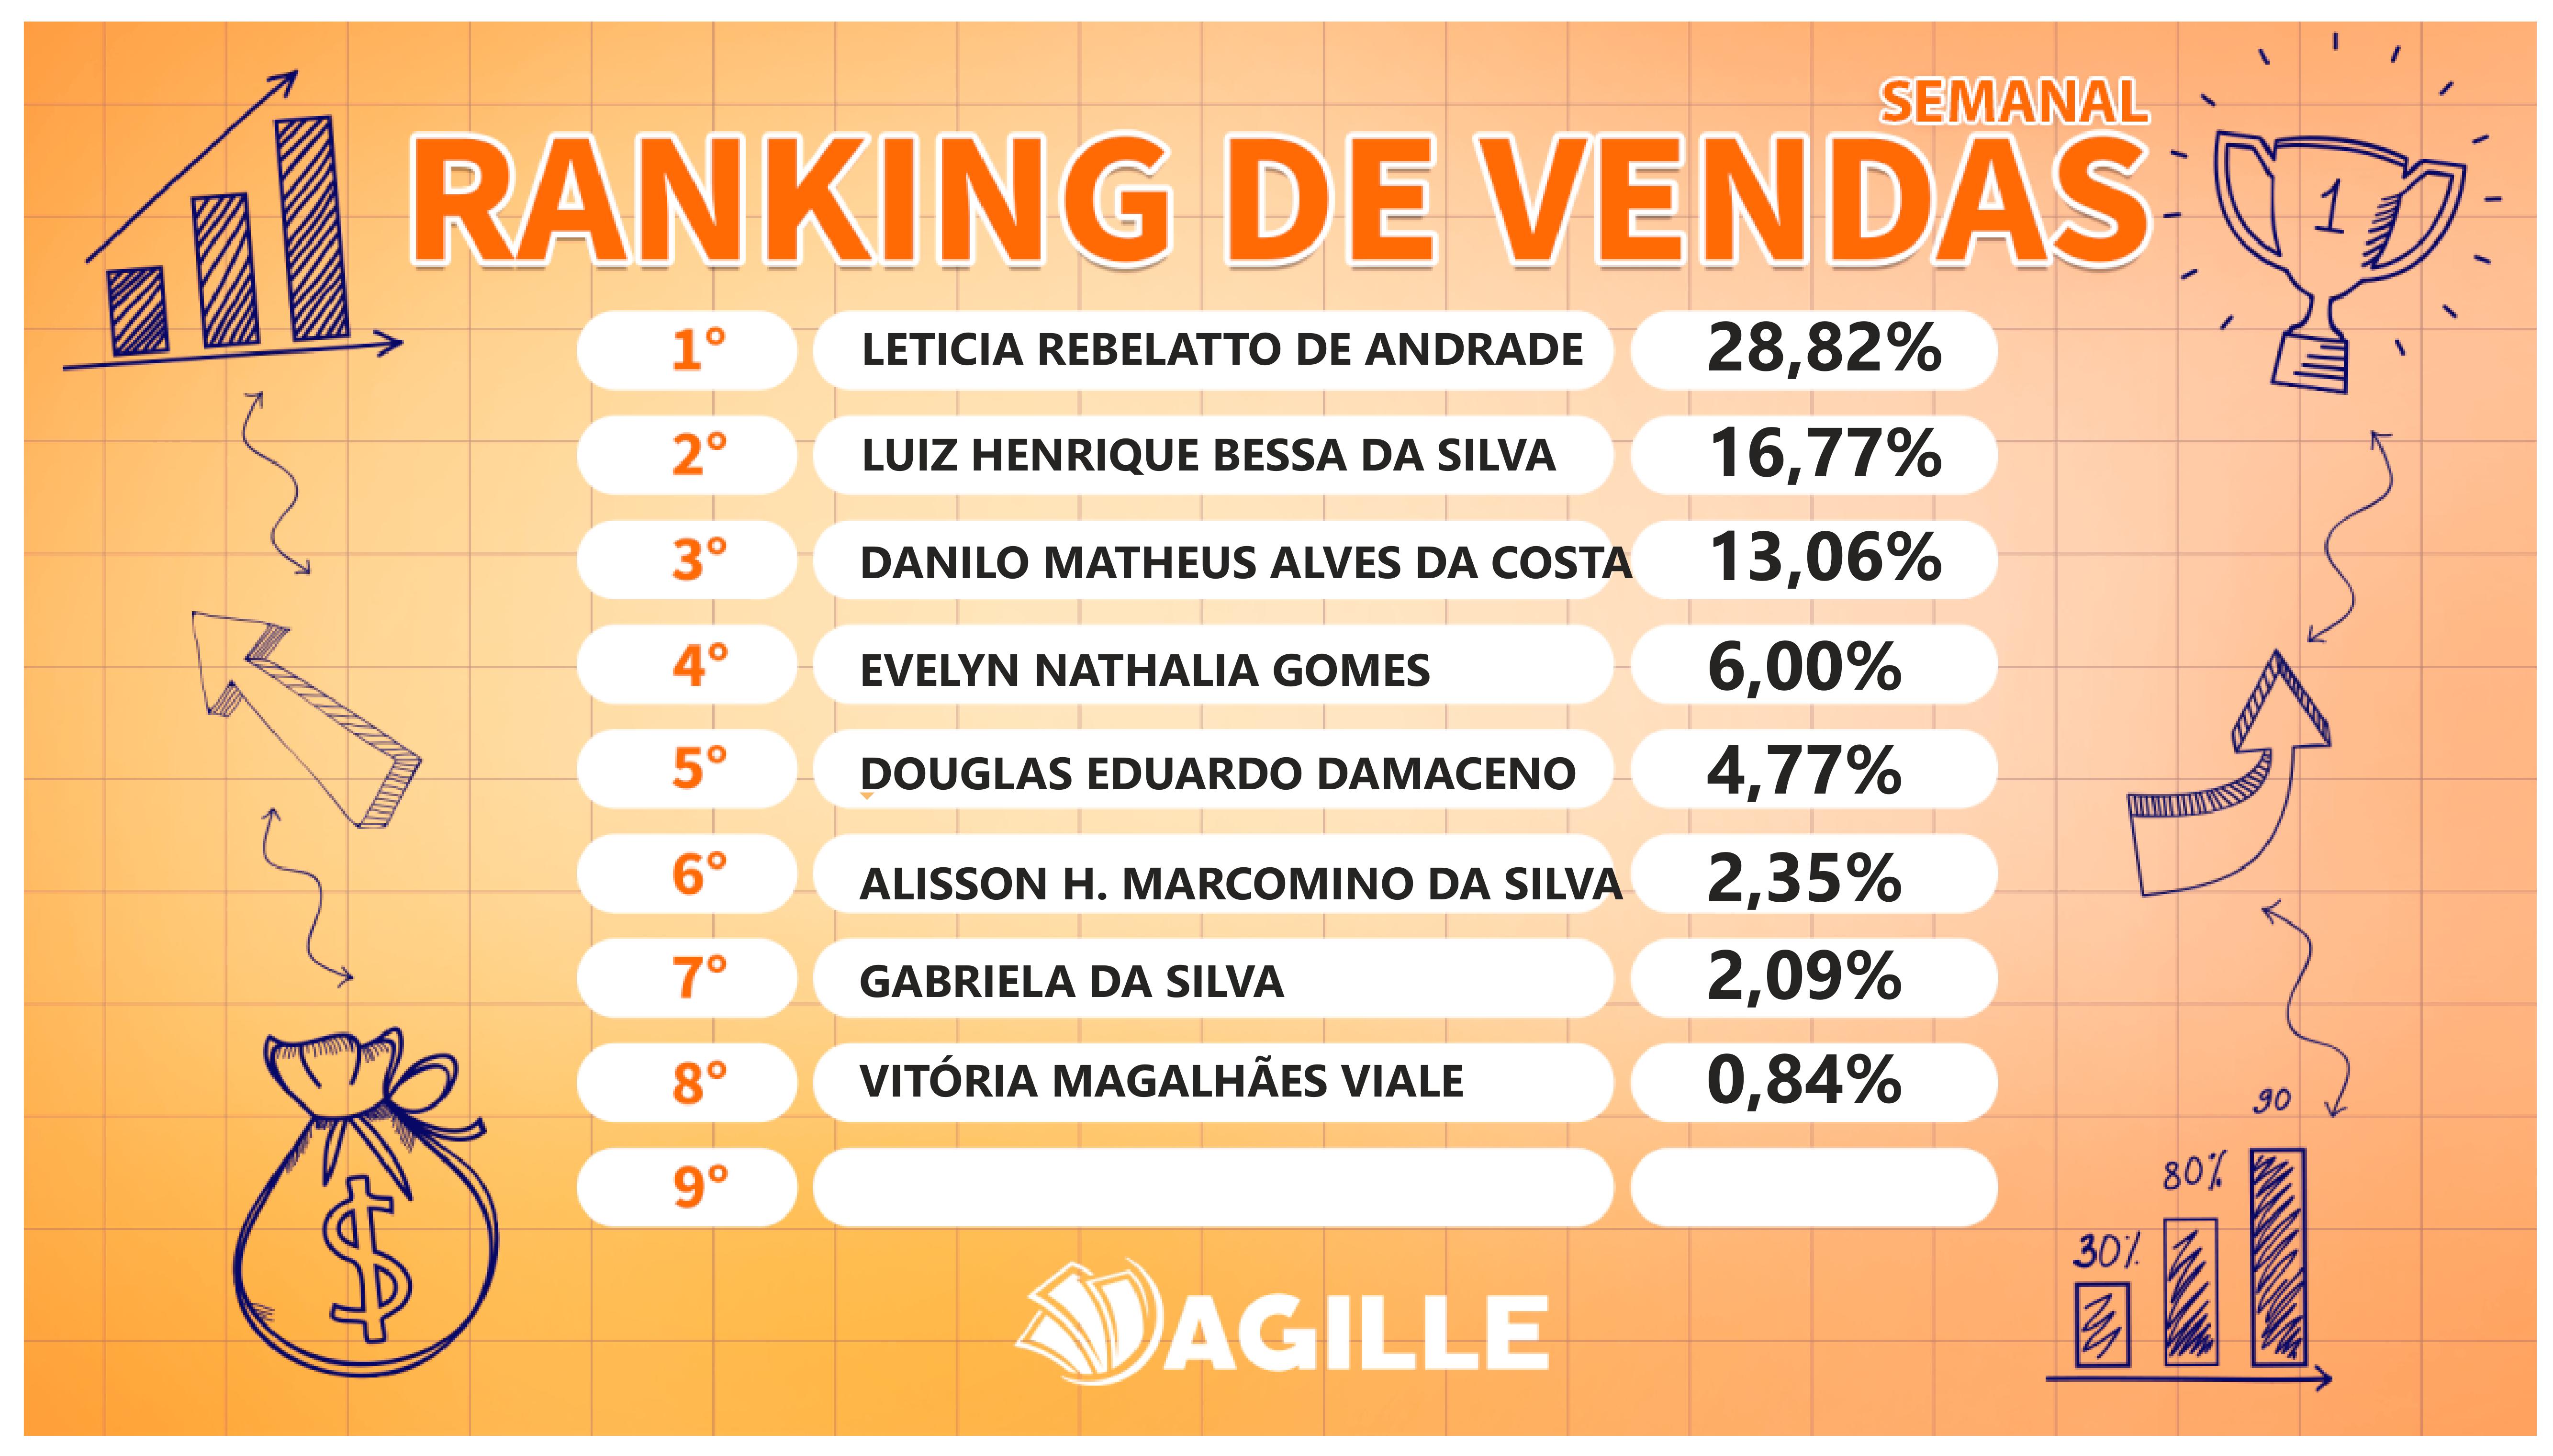 SEMANAL
RANKING DE VENDAS
1° LETICIA REBELATTO DE ANDRADE 28,82%
2° LUIZ HENRIQUE BESSA DA SILVA 16,77%
3° DANILO MATHEUS ALVES DA COSTA 13,06%
4° EVELYN NATHALIA GOMES 6,00%
5° DOUGLAS EDUARDO DAMACENO 4,77%
6° ALISSON H. MARCOMINO DA SILVA 2,35%
7° GABRIELA DA SILVA 2,09%
8° VITÓRIA MAGALHÃES VIALE 0,84%
9°
AGILLE
1
$
90
80%
30%